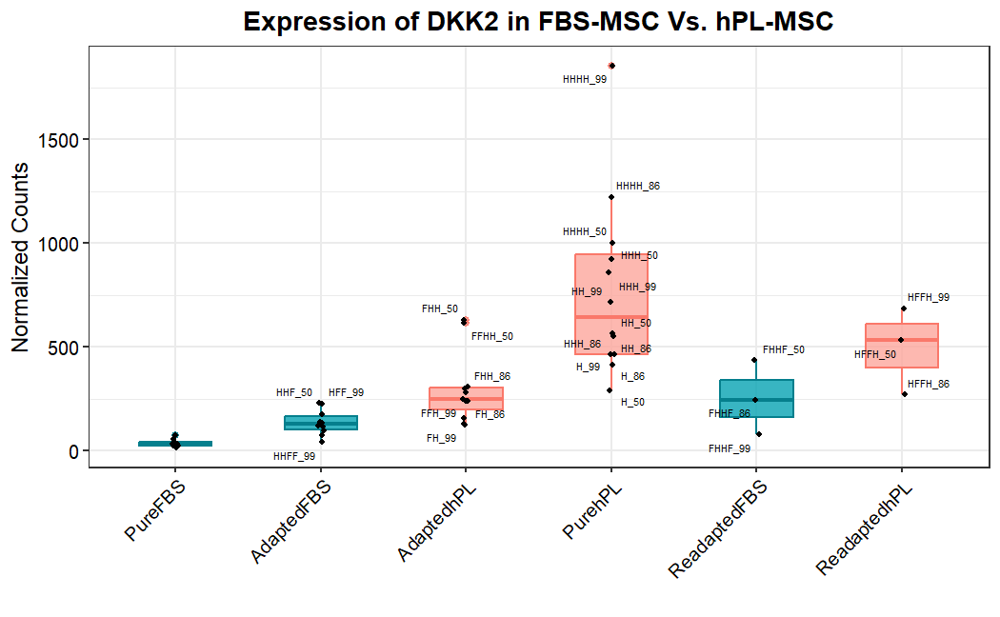 Expression of DKK2 in FBS-MSC Vs. hPL-MSC
Normalized Counts
1500
1000
500
0
HHHH_99
HHHH_86
HHHH_50
HHH_50
HH_99
HHH_99
HH_50
HHH_86
HH_86
H_99
H_86
H_50
FHH_50
FFHH_50
FHH_86
FFH_99
FH_86
FH_99
HHF_50
HFF_99
HHFF_99
FHHF_50
FHHF_86
FHHF_99
HFFH_99
HFFH_50
HFFH_86
PureFBS
AdaptedFBS
AdaptedhPL
PurehPL
ReadaptedFBS
ReadaptedhPL